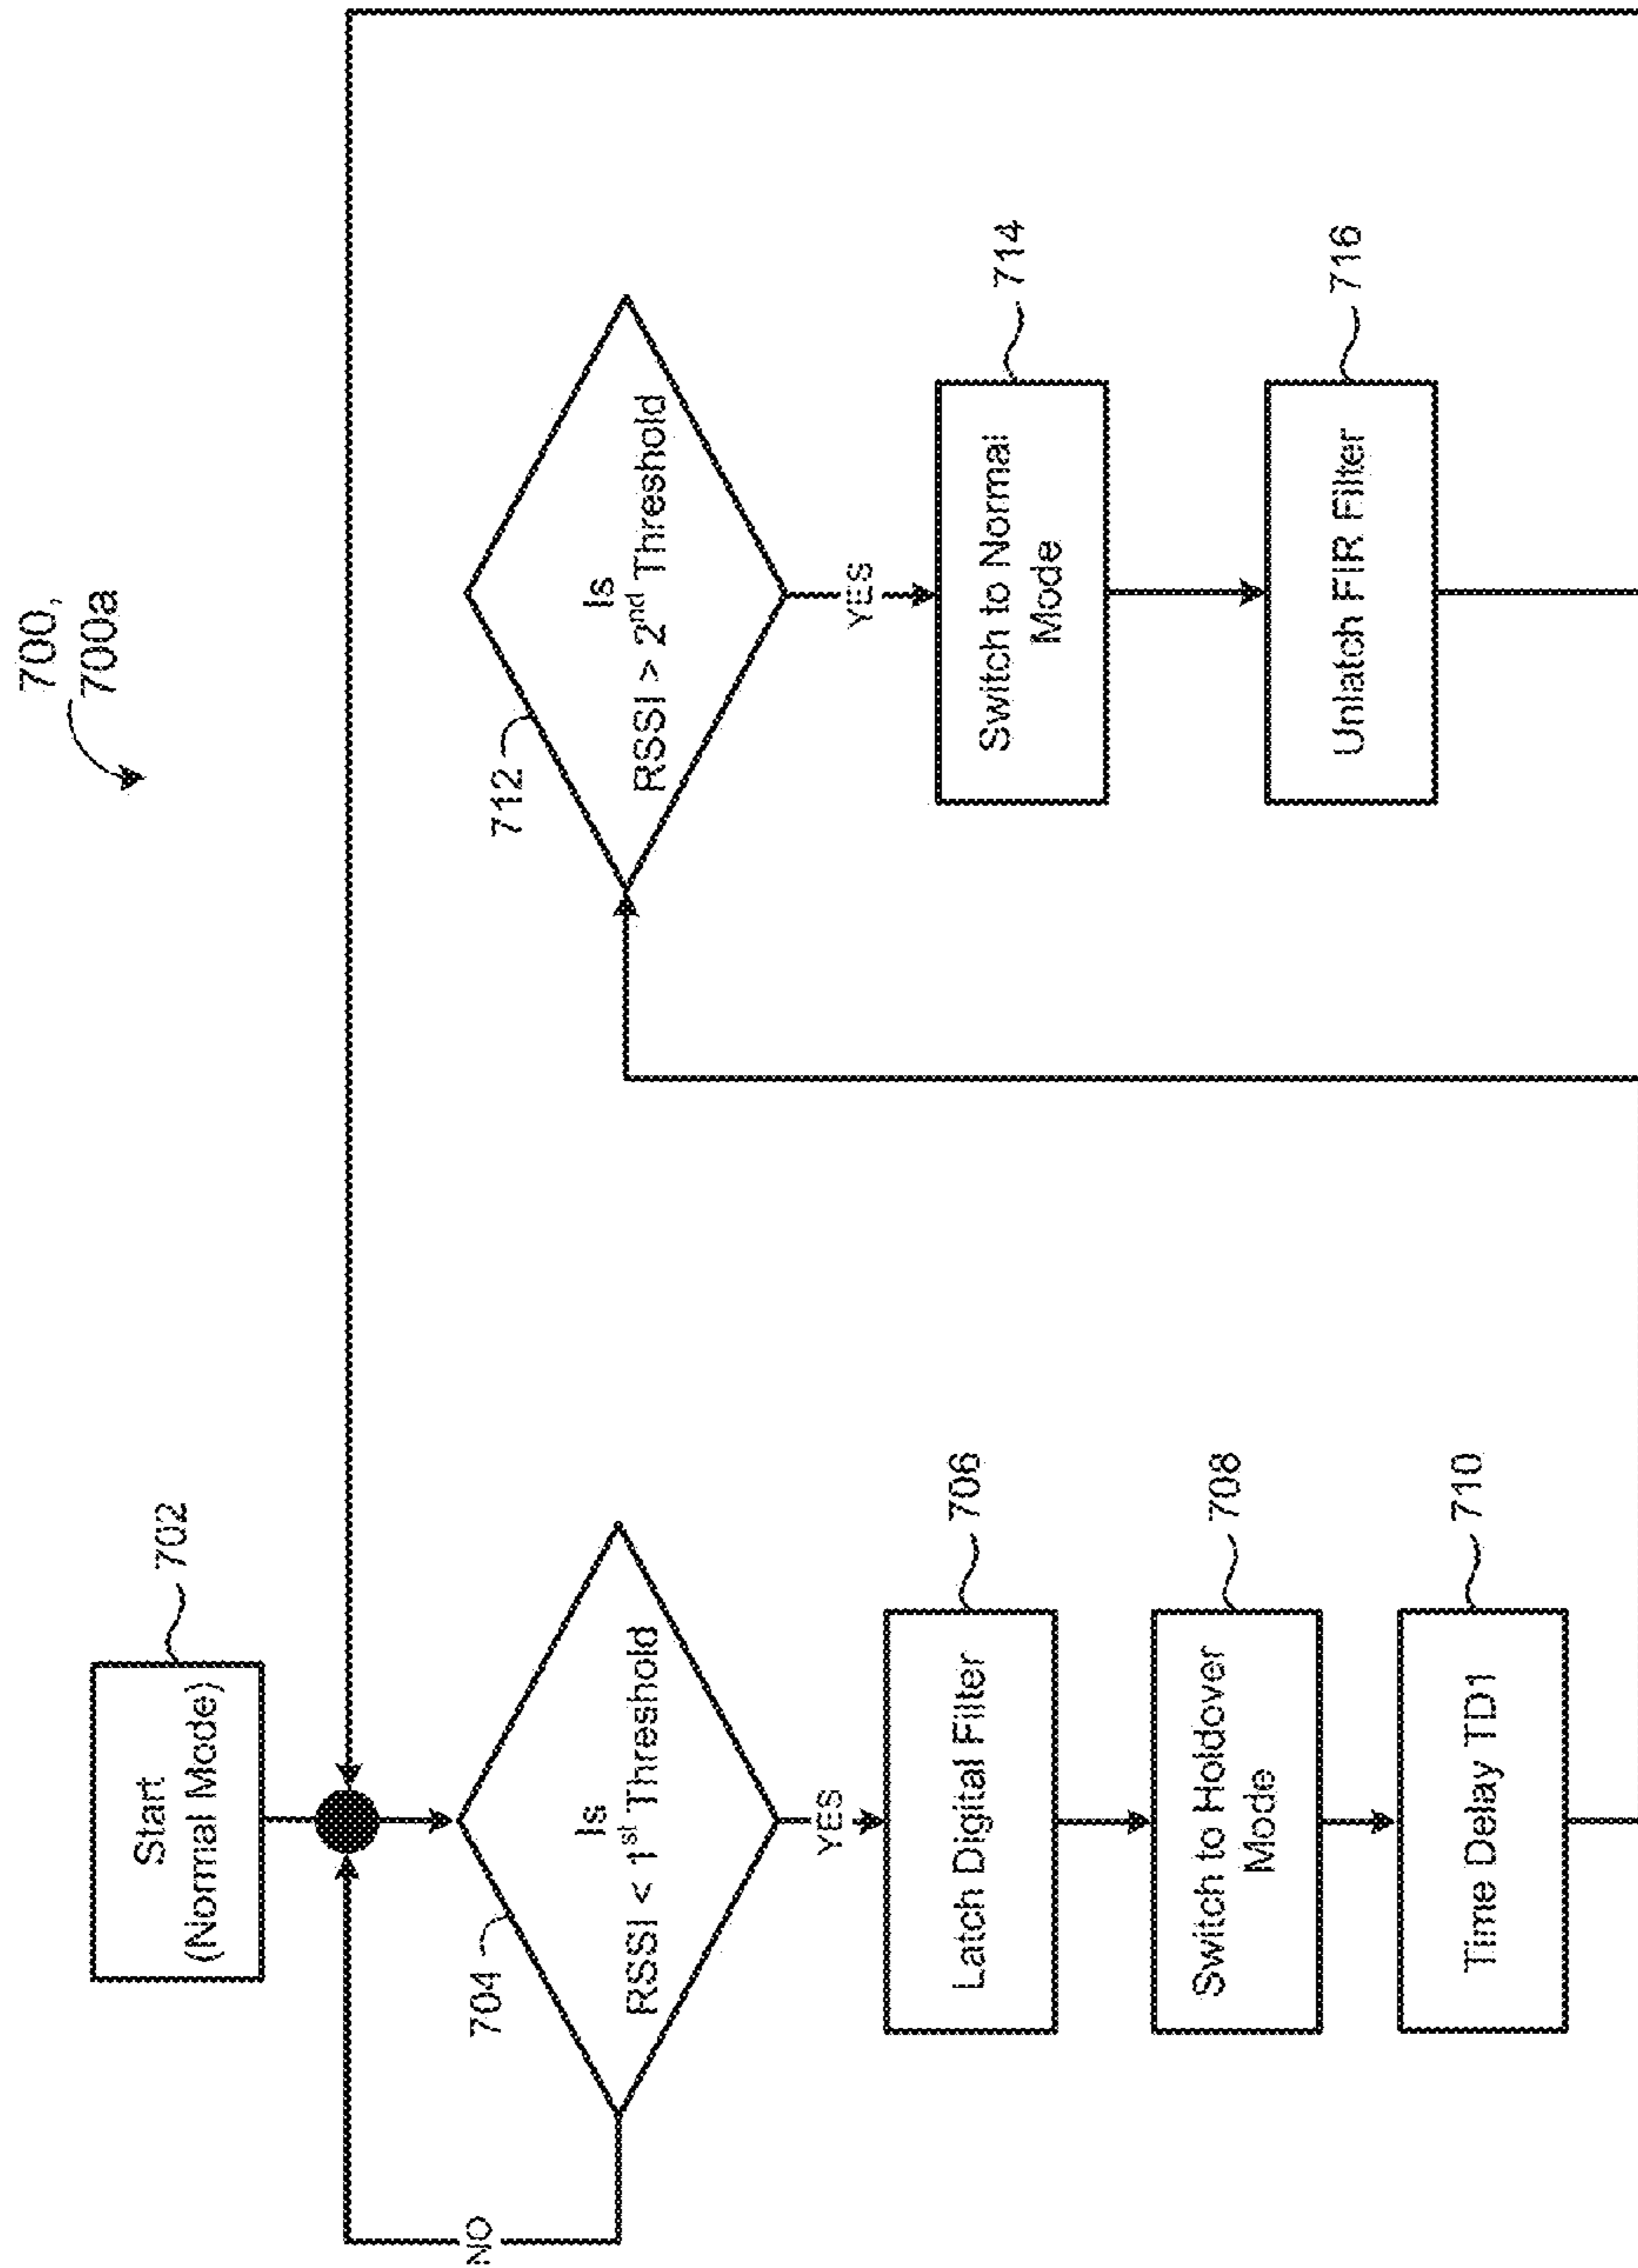 700,
700a
Start
(Normal Mode)
702
Is
RSSI < 1st Threshold
704
NO
YES
Latch Digital Filter
706
Switch to Holdover
Mode
708
Time Delay TD1
710
Is
RSSI > 2nd Threshold
712
YES
Switch to Normal
Mode
714
Unlatch FIR Filter
716